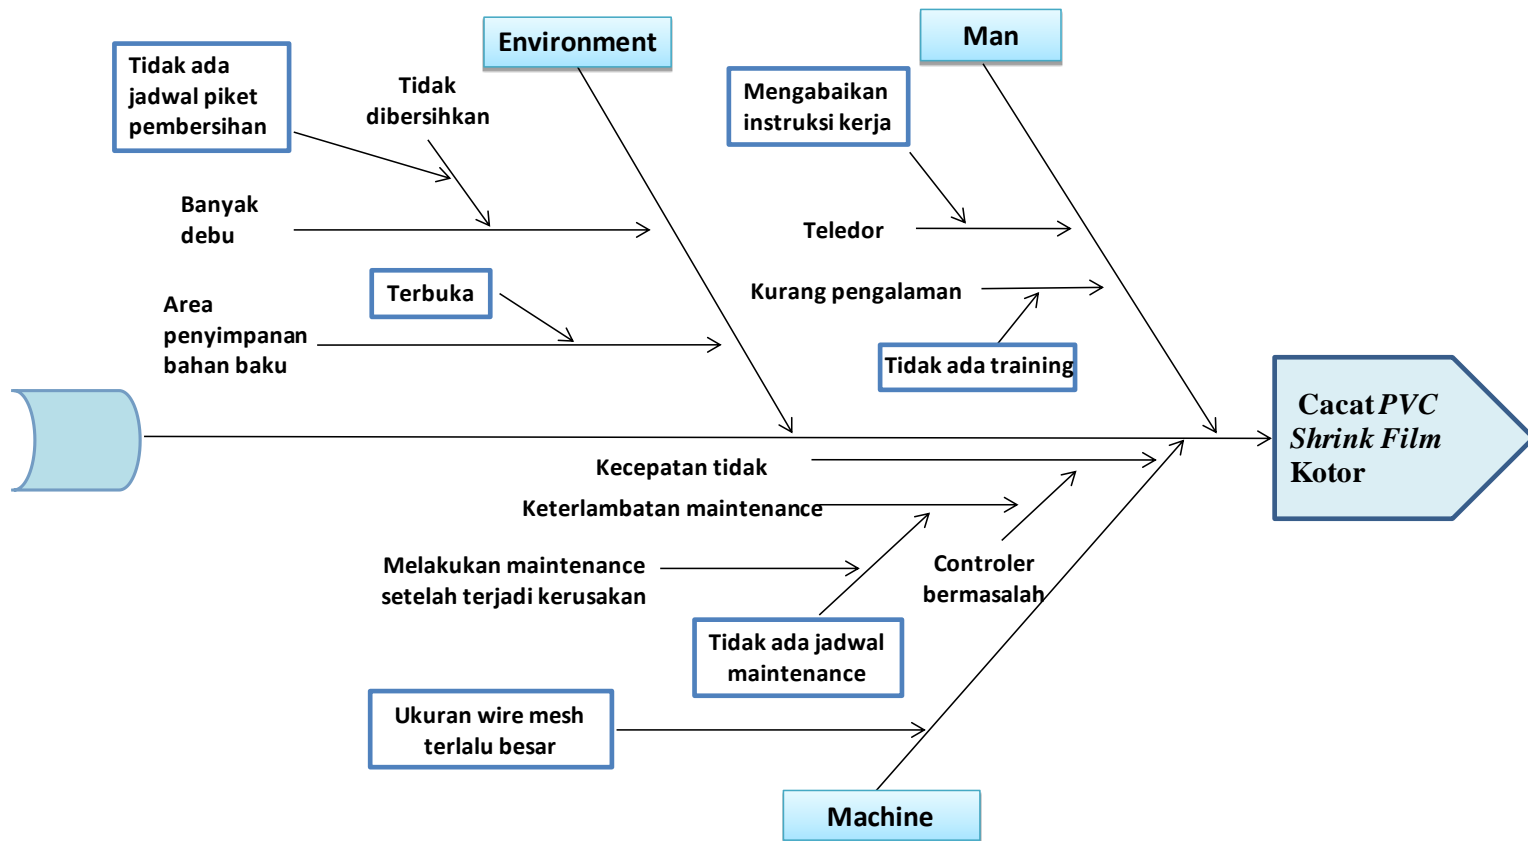 Environment
Man
Tidak ada
jadwal piket
pembersihan
Tidak
dibersihkan
Mengabaikan
instruksi kerja
Banyak
debu
Teledor
Terbuka
Kurang pengalaman
Area
penyimpanan
bahan baku
Tidak ada training
Cacat PVC
Shrink Film
Kotor
Kecepatan tidak
Keterlambatan maintenance
Melakukan maintenance
setelah terjadi kerusakan
Controler
bermasalah
Tidak ada jadwal
maintenance
Ukuran wire mesh
terlalu besar
Machine